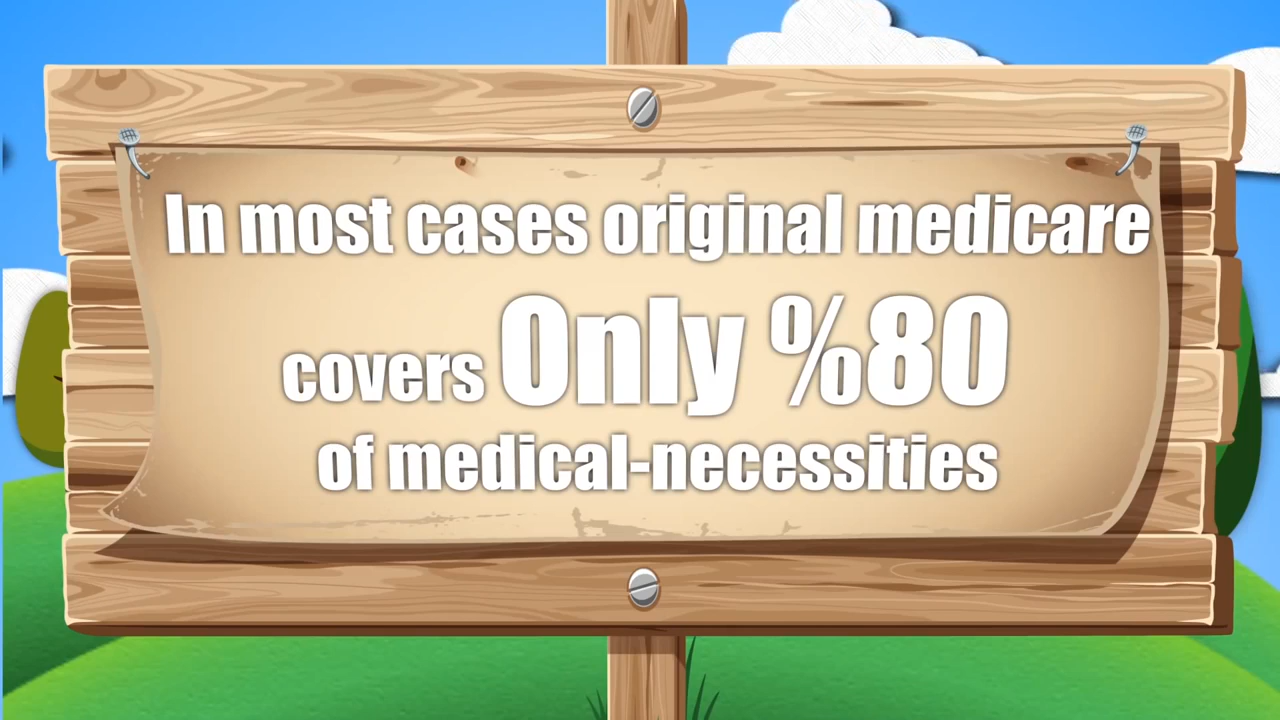 In most cases original medicare
covers Only %80
of medical-necessities